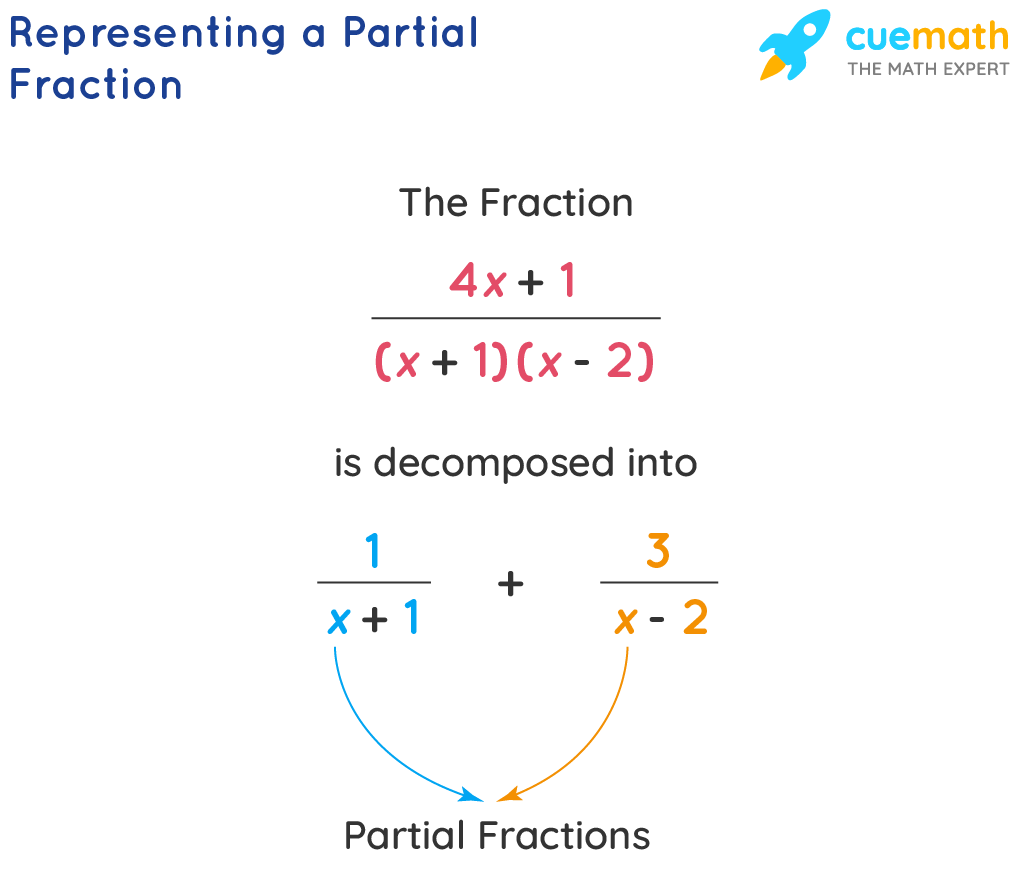 Representing a Partial
Fraction
cuemath
THE MATH EXPERT
The Fraction
4x + 1
(x + 1)(x - 2)
is decomposed into
1 + 3
x + 1 x - 2
Partial Fractions